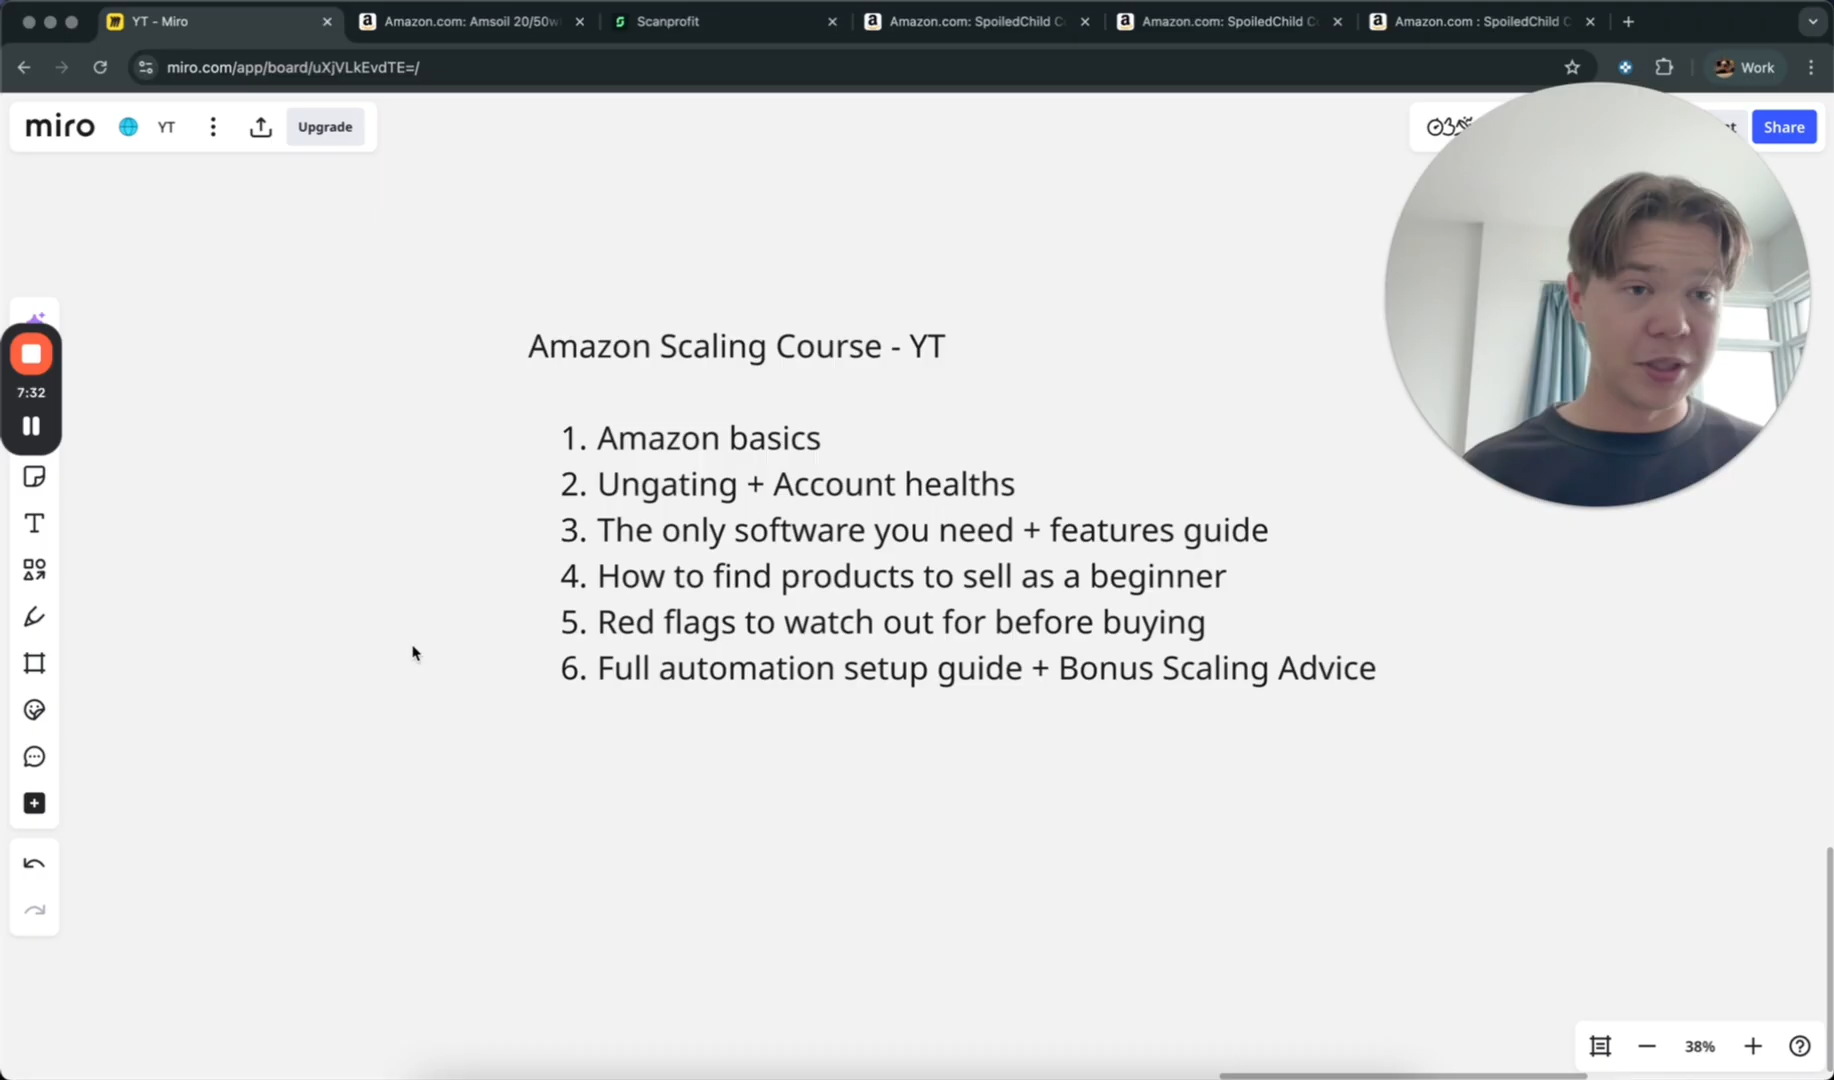 YT - Miro
Amazon.com: Amsoil 20/50w
Scanprofit
Amazon.com: SpoiledChild C
Amazon.com: SpoiledChild C
Amazon.com : SpoiledChild C
miro.com/app/board/uXjVLkEvdTE=/
Work
miro
YT
Upgrade
Share
7:32
Amazon Scaling Course - YT
1. Amazon basics
2. Ungating + Account healths
3. The only software you need + features guide
4. How to find products to sell as a beginner
5. Red flags to watch out for before buying
6. Full automation setup guide + Bonus Scaling Advice
38%